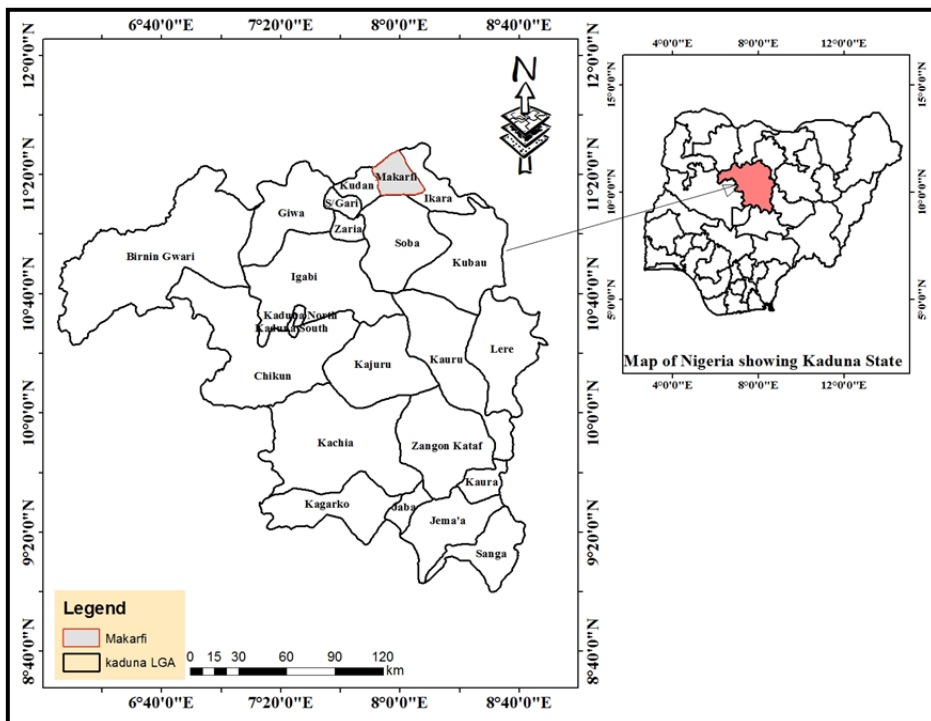 6°40'0"E 7°20'0"E 8°0'0"E 8°40'0"E
12°0'0"N
11°20'0"N
10°40'0"N
10°0'0"N
9°20'0"N
8°40'0"N
N
Makarfi
Kudan
Ikara
S/Gari
Giwa
Zaria
Soba
Birnin Gwari
Kubau
Igabi
Kaduna North
Kaduna South
Lere
Kauru
Kajuru
Chikun
Kachia
Zangon Kataf
Kaura
Kagarko
Jaba
Jema'a
Sanga
Legend
Makarfi
kaduna LGA
0 15 30 60 90 120
km
12°0'0"N
11°20'0"N
10°40'0"N
10°0'0"N
9°20'0"N
8°40'0"N
6°40'0"E 7°20'0"E 8°0'0"E 8°40'0"E
4°0'0"E 8°0'0"E 12°0'0"E
15°0'0"N
10°0'0"N
5°0'0"N
15°0'0"N
10°0'0"N
5°0'0"N
Map of Nigeria showing Kaduna State
4°0'0"E 8°0'0"E 12°0'0"E